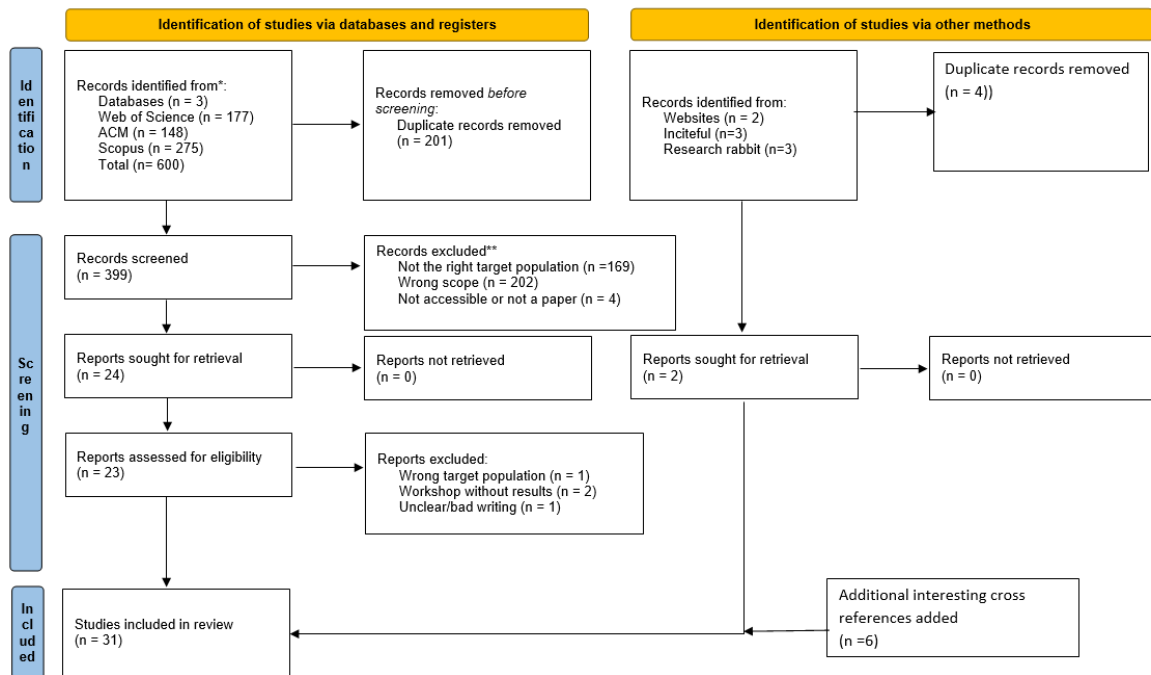 Identification of studies via databases and registers
Identification of studies via other methods
Id
en
tifi
ca
tio
n
Records identified from*:
Databases (n = 3)
Web of Science (n = 177)
ACM (n = 148)
Scopus (n = 275)
Total (n= 600)
Records removed before
screening:
Duplicate records removed
(n = 201)
Records identified from:
Websites (n = 2)
Inciteful (n=3)
Research rabbit (n=3)
Duplicate records removed
(n = 4))
Sc
re
en
in
g
Records screened
(n = 399)
Records excluded**
Not the right target population (n =169)
Wrong scope (n = 202)
Not accessible or not a paper (n = 4)
Reports sought for retrieval
(n = 24)
Reports not retrieved
(n = 0)
Reports sought for retrieval
(n = 2)
Reports not retrieved
(n = 0)
Reports assessed for eligibility
(n = 23)
Reports excluded:
Wrong target population (n = 1)
Workshop without results (n = 2)
Unclear/bad writing (n = 1)
In
cl
ud
ed
Studies included in review
(n = 31)
Additional interesting cross
references added
(n =6)